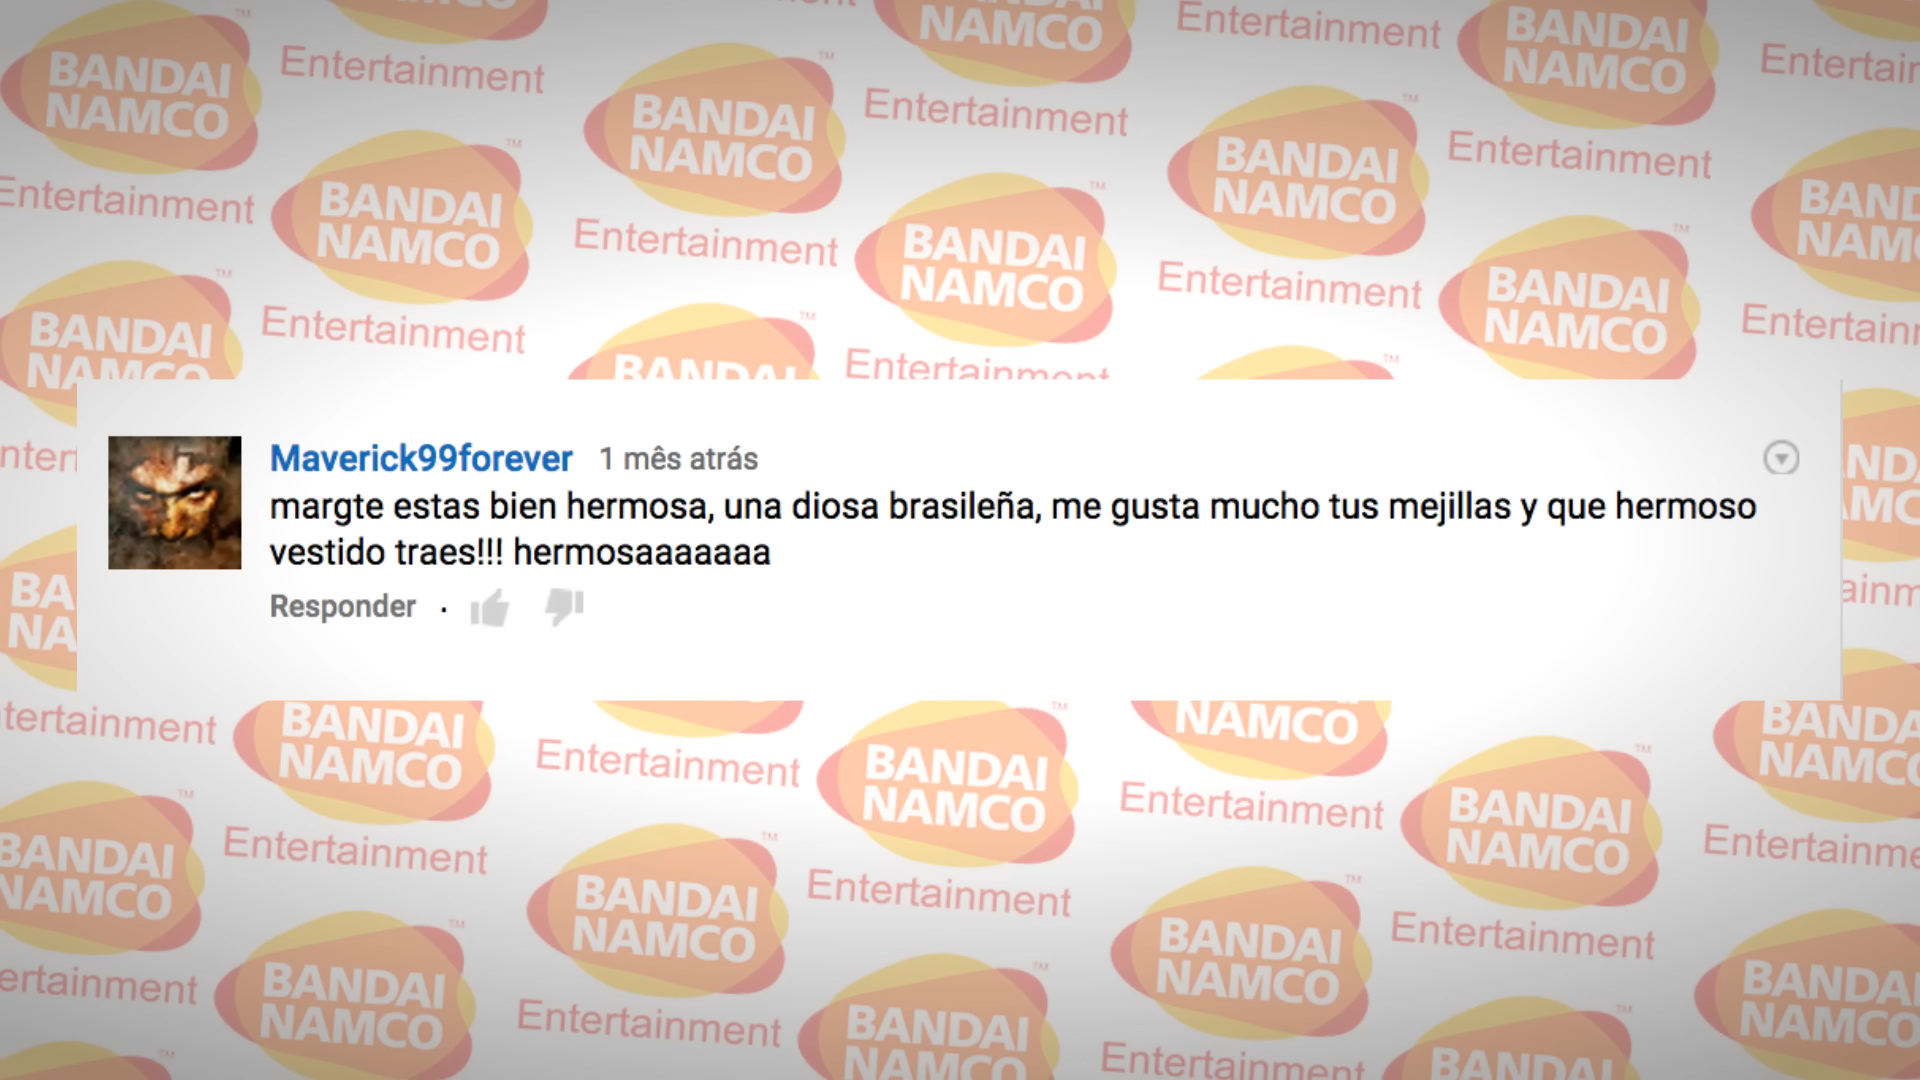 BANDAI
NAMCO
Entertainment
Maverick99forever 1 mês atrás
margte estas bien hermosa, una diosa brasileña, me gusta mucho tus mejillas y que hermoso
vestido traes!!! hermosaaaaaaa
Responder ·